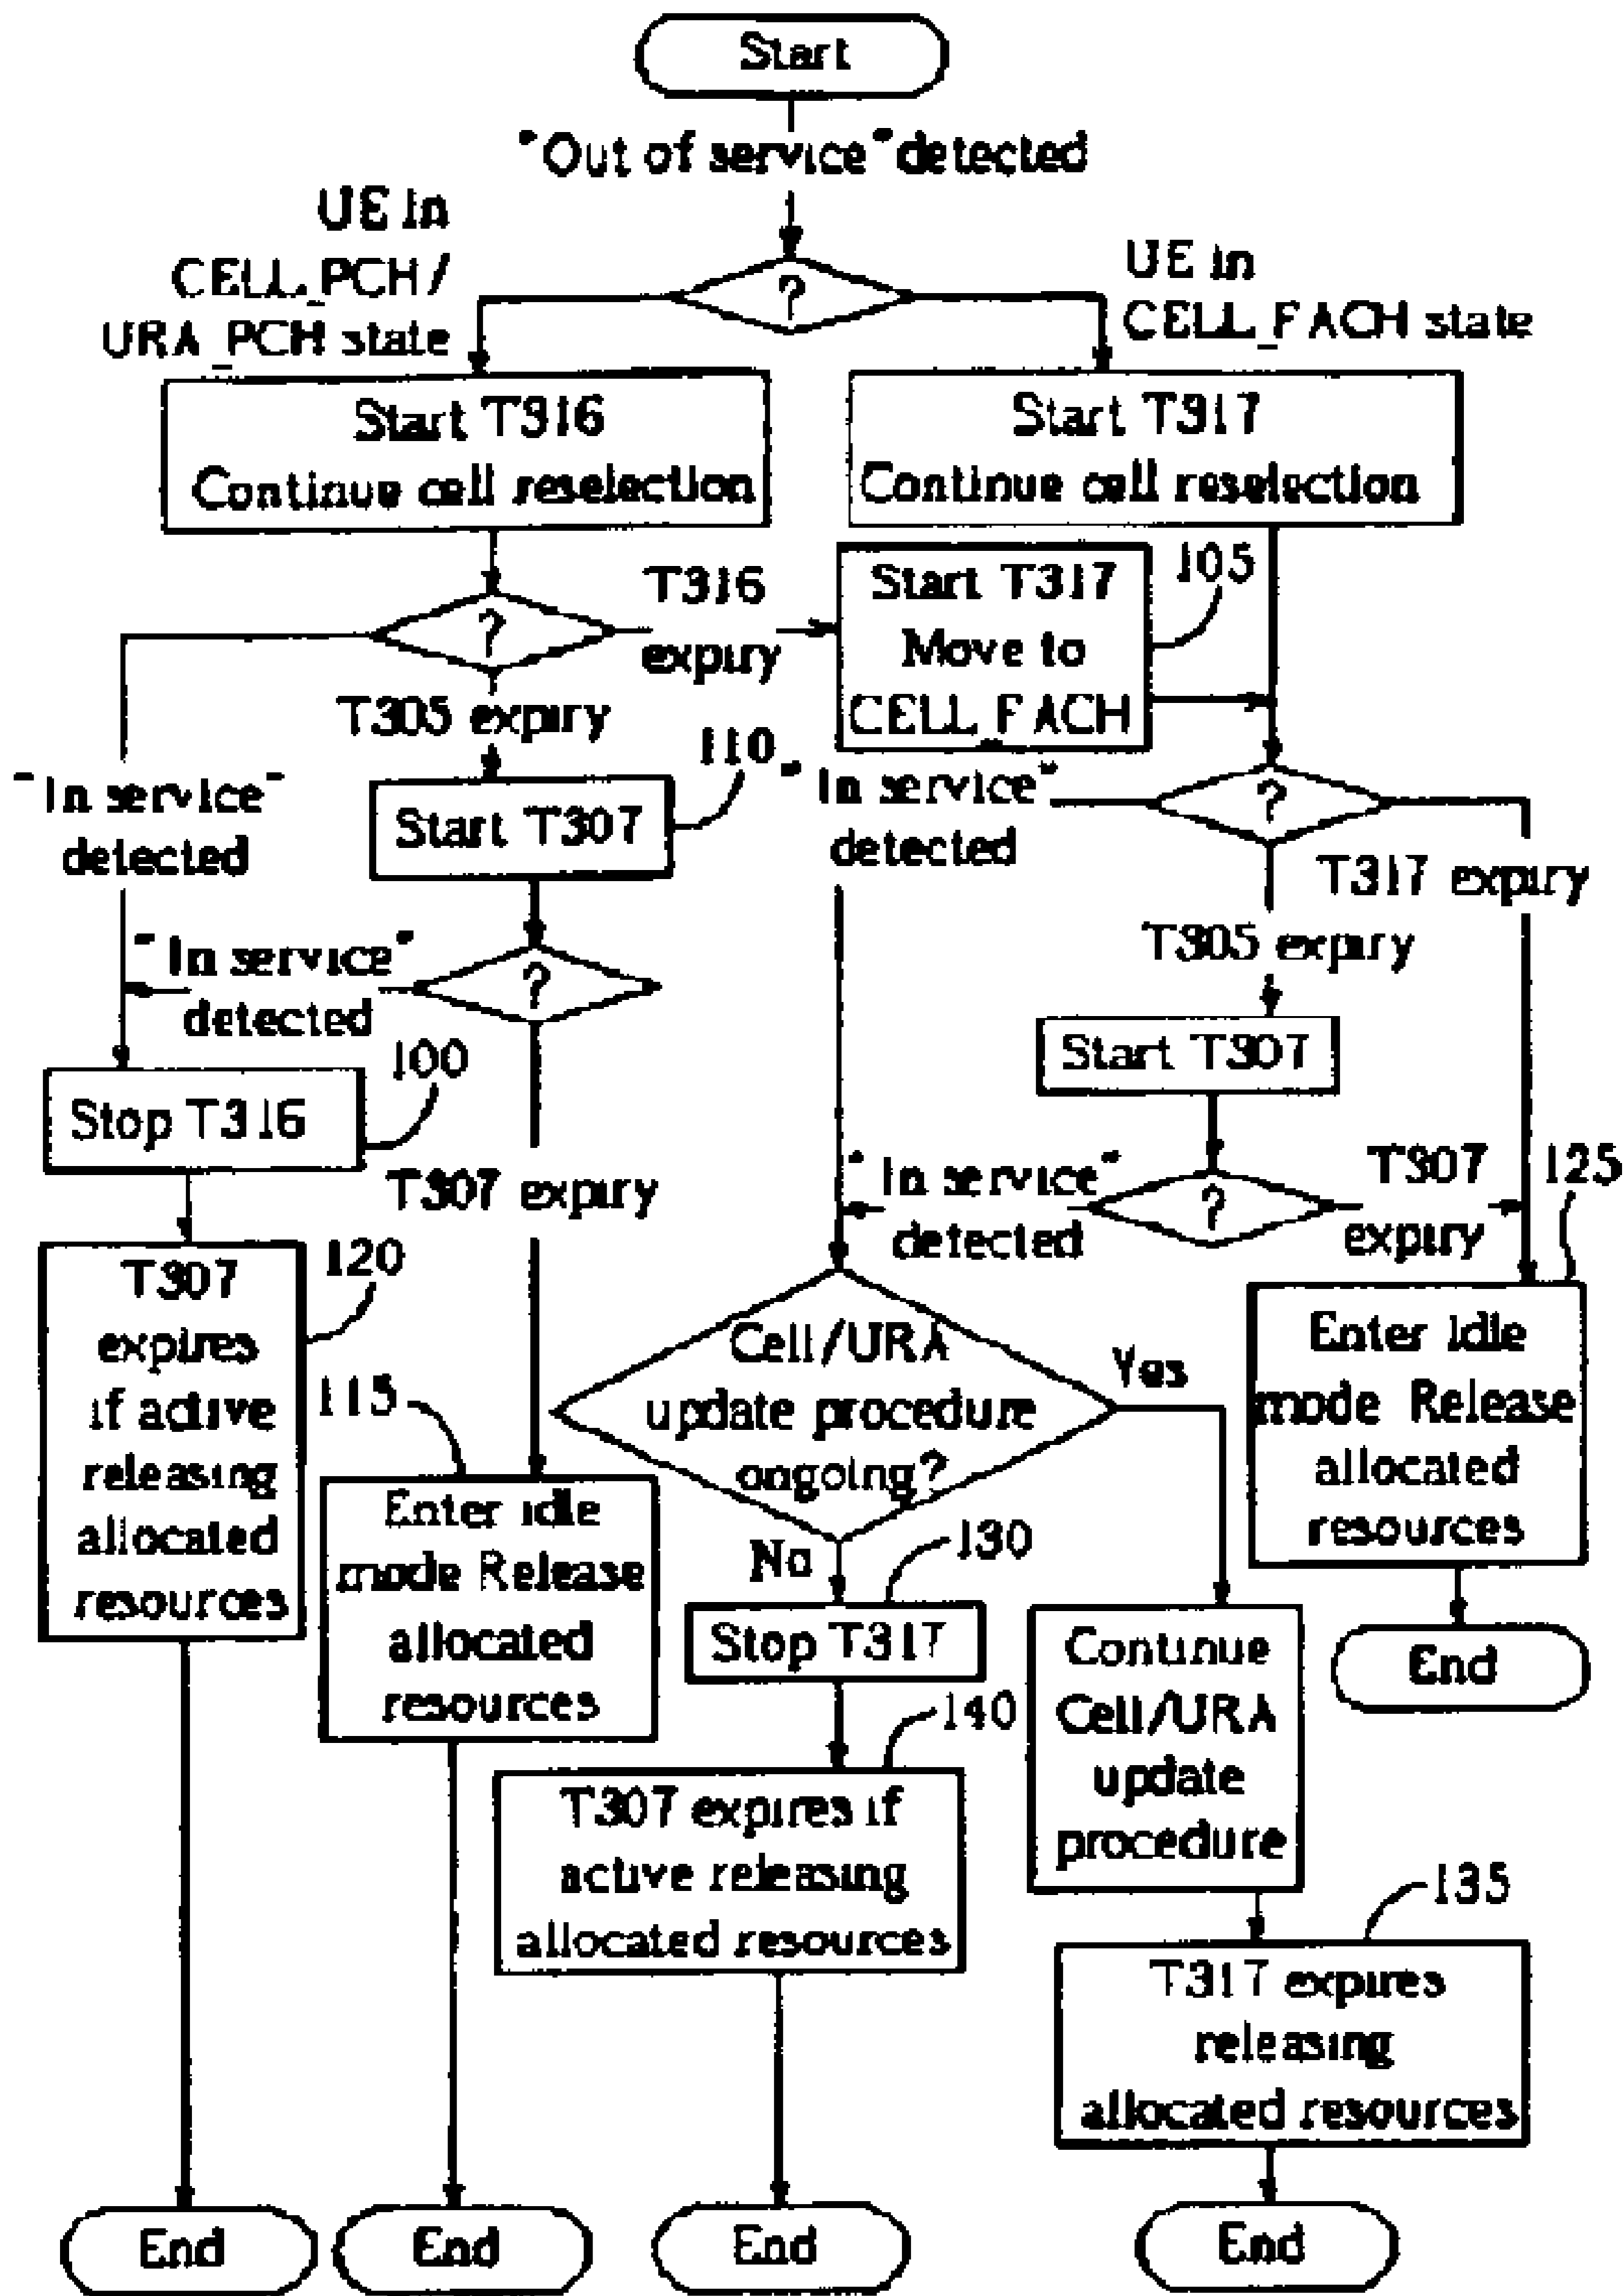 Start
"Out of service" detected
UE in
CELL_PCH /
URA_PCH state
UE in
CELL_FACH state
?
Start T316
Continue cell reselection
Start T317
Continue cell reselection
?
T316
expiry
Start T317
Move to
CELL_FACH
105
T305 expiry
110
"In service"
detected
Start T307
"In service"
detected
?
T317 expiry
"In service"
detected
?
T305 expiry
Start T307
100
Stop T316
T307 expiry
"In service"
detected
?
T307
expiry
125
T307
expires
if active
releasing
allocated
resources
120
115
Enter idle
mode Release
allocated
resources
Cell/URA
update procedure
ongoing?
Yes
No
Enter Idle
mode Release
allocated
resources
End
130
Stop T317
Continue
Cell/URA
update
procedure
140
T307 expires if
active releasing
allocated resources
135
T317 expires
releasing
allocated resources
End
End
End
End